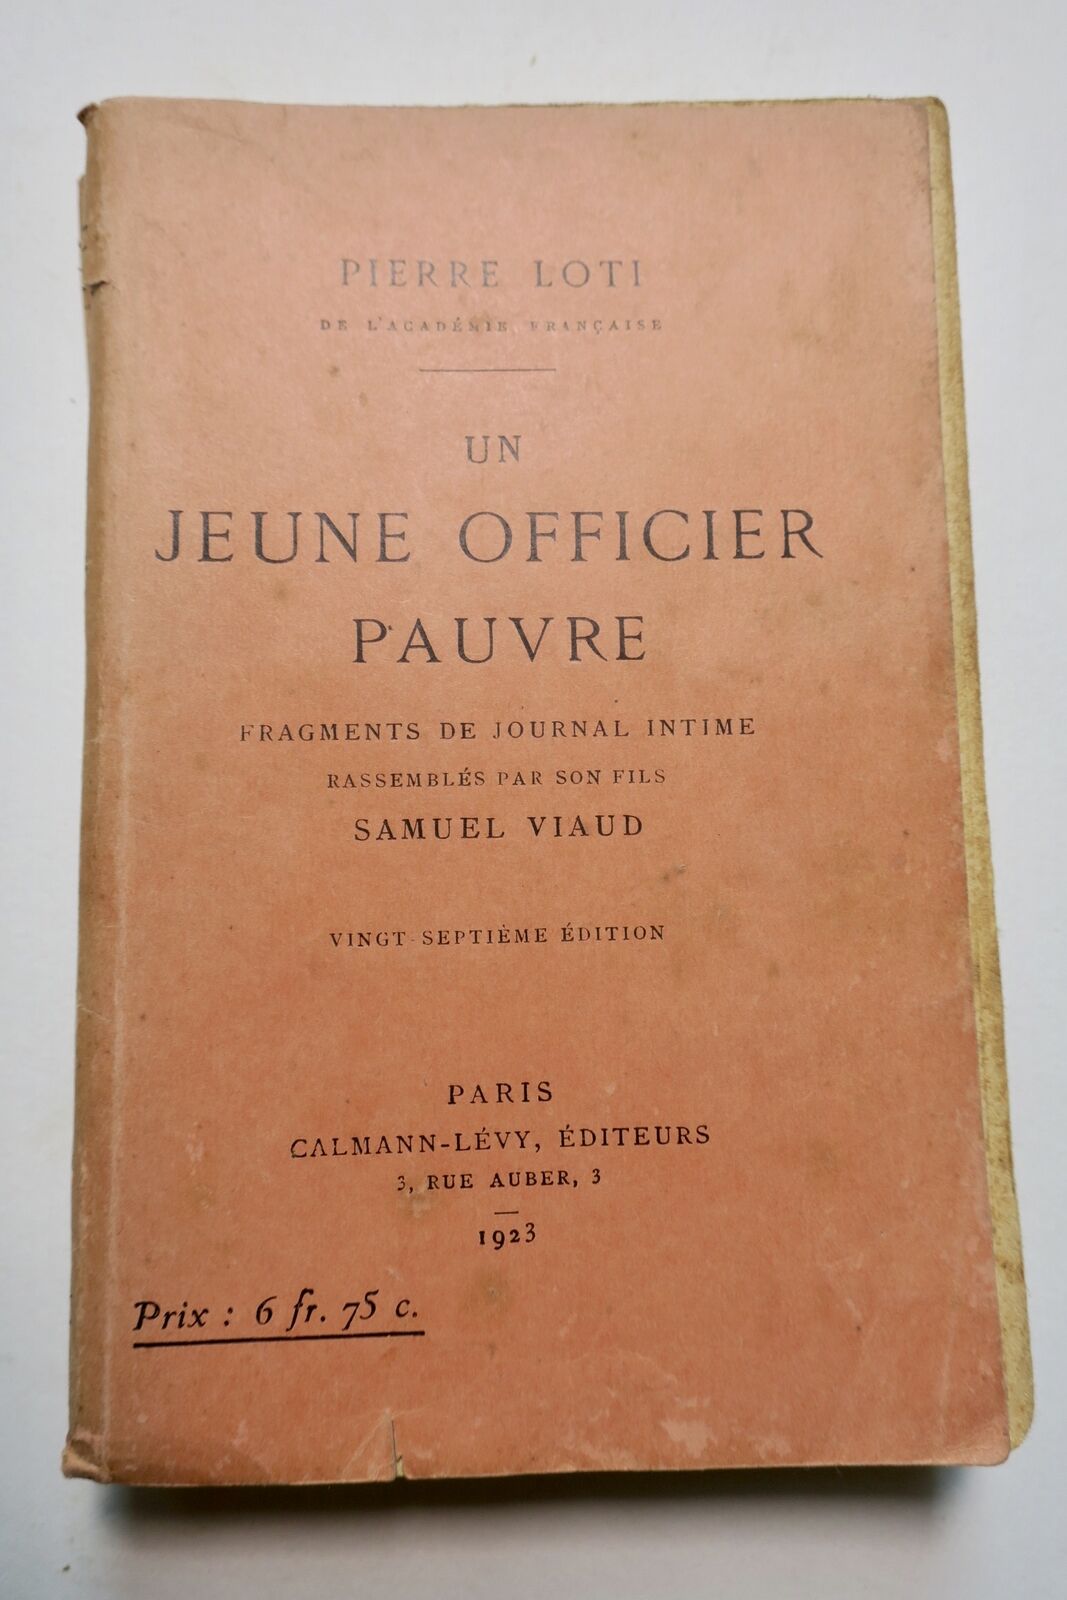 PIERRE LOTI
DE L'ACADÉMIE FRANÇAISE
UN
JEUNE OFFICIER
PAUVRE
FRAGMENTS DE JOURNAL INTIME
RASSEMBLÉS PAR SON FILS
SAMUEL VIAUD
VINGT-SEPTIÈME ÉDITION
PARIS
CALMANN-LÉVY, ÉDITEURS
3, RUE AUBER, 3
1923
Prix : 6 fr. 75 c.